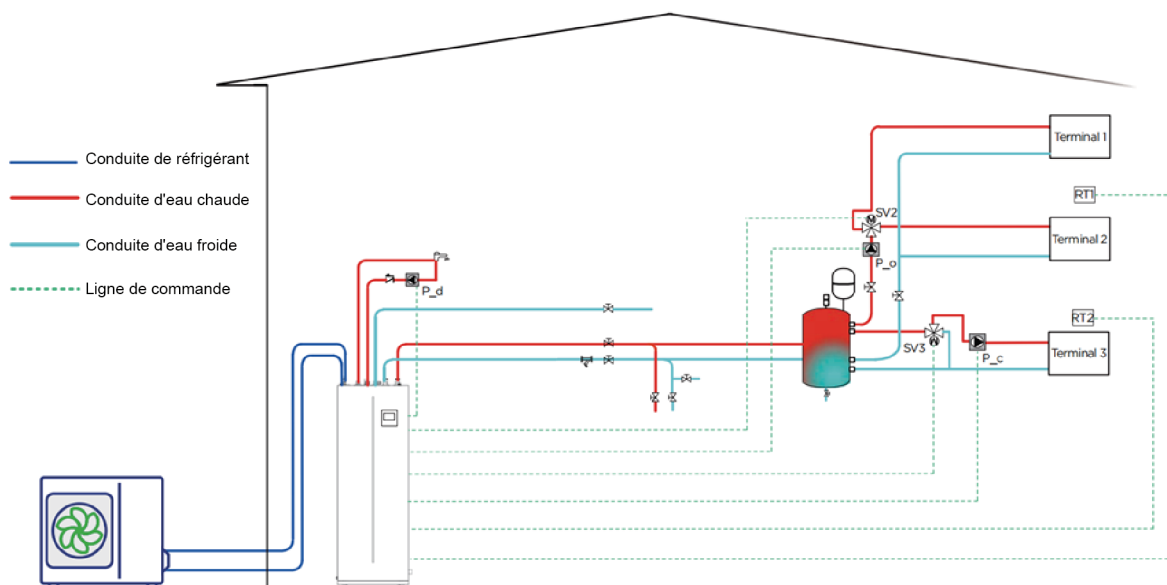 Conduite de réfrigérant
Conduite d'eau chaude
Conduite d'eau froide
Ligne de commande
Terminal 1
RT1
SV2
Terminal 2
P_o
P_d
RT2
SV3
P_c
Terminal 3